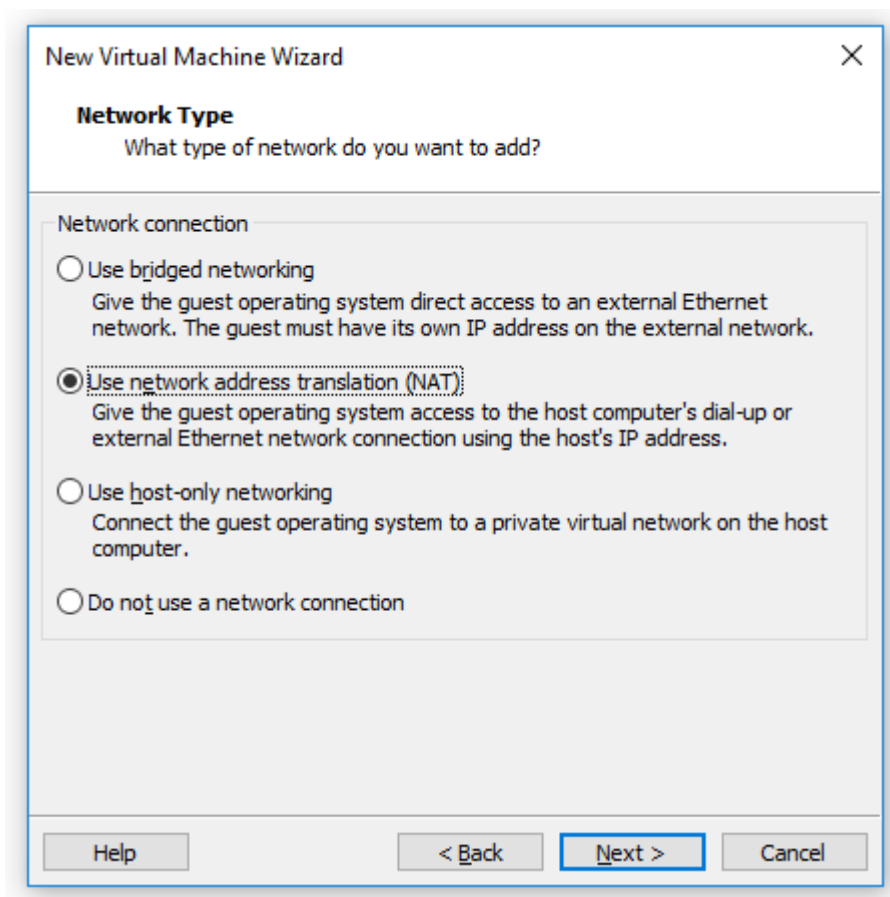 New Virtual Machine Wizard
Network Type
What type of network do you want to add?
Network connection
Use bridged networking
Give the guest operating system direct access to an external Ethernet
network. The guest must have its own IP address on the external network.
Use network address translation (NAT)
Give the guest operating system access to the host computer's dial-up or
external Ethernet network connection using the host's IP address.
Use host-only networking
Connect the guest operating system to a private virtual network on the host
computer.
Do not use a network connection
Help < Back Next > Cancel